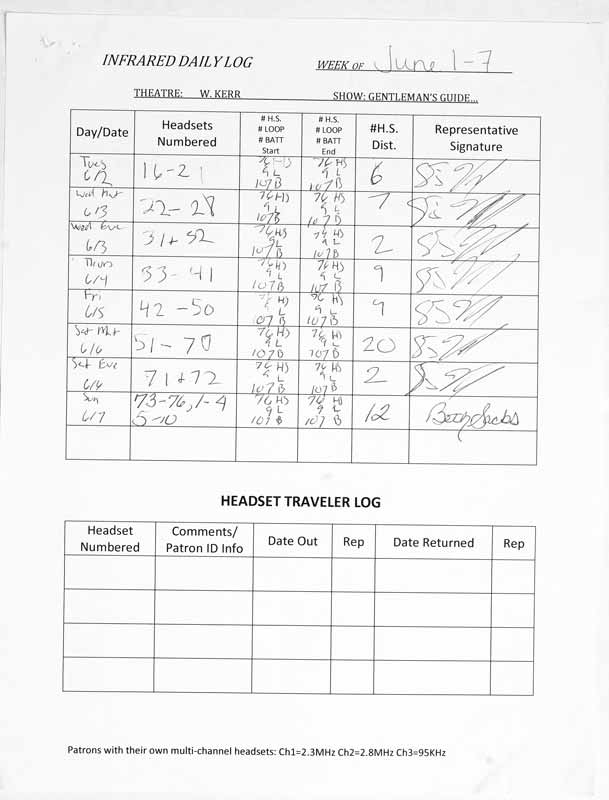 INFRARED DAILY LOG WEEK OF June 1-7
THEATRE: W. KERR SHOW: GENTLEMAN'S GUIDE...
Day/Date Headsets Numbered # H.S. # LOOP # BATT Start # H.S. # LOOP # BATT End #H.S. Dist. Representative Signature
Tues 6/2 16-21 76 HS 9 L 107 B 76 HS 9 L 107 B 6
Wed Mat 6/3 22-28 76 HS 9 L 107 B 76 HS 9 L 107 B 7
Wed Eve 6/3 31+32 76 HS 9 L 107 B 76 HS 9 L 107 B 2
Thurs 6/4 33-41 76 HS 9 L 107 B 76 HS 9 L 107 B 9
Fri 6/5 42-50 76 HS 9 L 107 B 76 HS 9 L 107 B 9
Sat Mat 6/6 51-70 76 HS 9 L 107 B 76 HS 9 L 107 B 20
Sat Eve 6/6 71+72 76 HS 9 L 107 B 76 HS 9 L 107 B 2
Sun 6/7 73-76, 1-4 5-10 76 HS 9 L 107 B 76 HS 9 L 107 B 12 Sacks
HEADSET TRAVELER LOG
Headset Numbered Comments/ Patron ID Info Date Out Rep Date Returned Rep
Patrons with their own multi-channel headsets: Ch1=2.3MHz Ch2=2.8MHz Ch3=95KHz